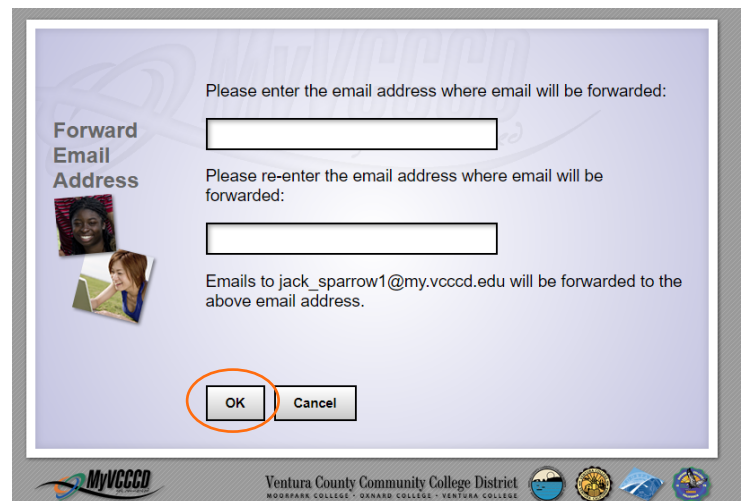 Please enter the email address where email will be forwarded:
Forward
Email
Address
Please re-enter the email address where email will be
forwarded:
Emails to jack_sparrow1@my.vcccd.edu will be forwarded to the
above email address.
OK
Cancel
MyVCCCD
Ventura County Community College District
MOORPARK COLLEGE · OXNARD COLLEGE · VENTURA COLLEGE